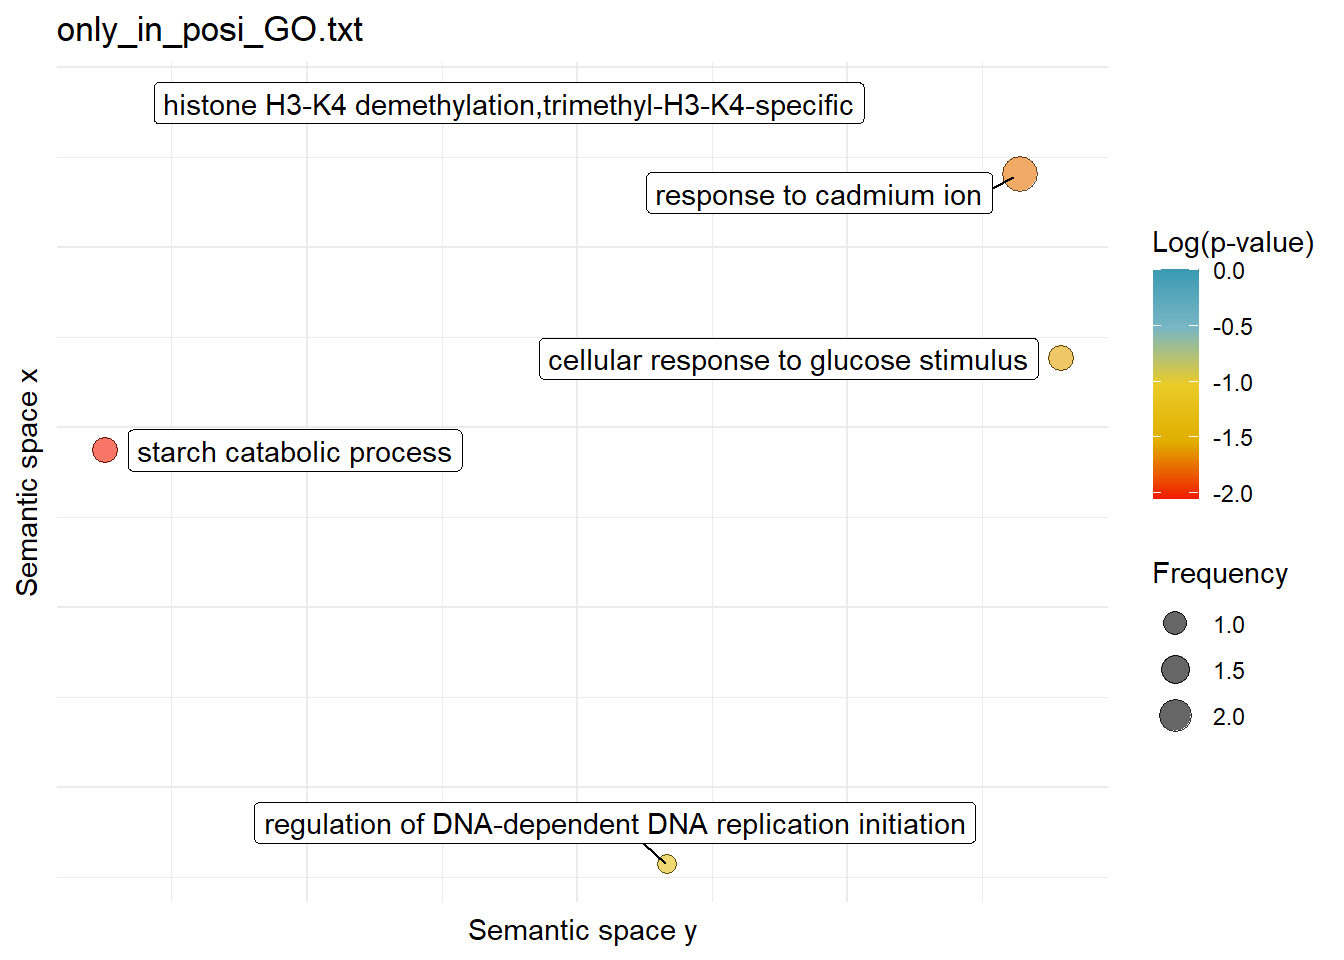 only_in_posi_GO.txt
histone H3-K4 demethylation,trimethyl-H3-K4-specific
response to cadmium ion
cellular response to glucose stimulus
starch catabolic process
regulation of DNA-dependent DNA replication initiation
Semantic space x
Semantic space y
Log(p-value)
0.0
-0.5
-1.0
-1.5
-2.0
Frequency
1.0
1.5
2.0